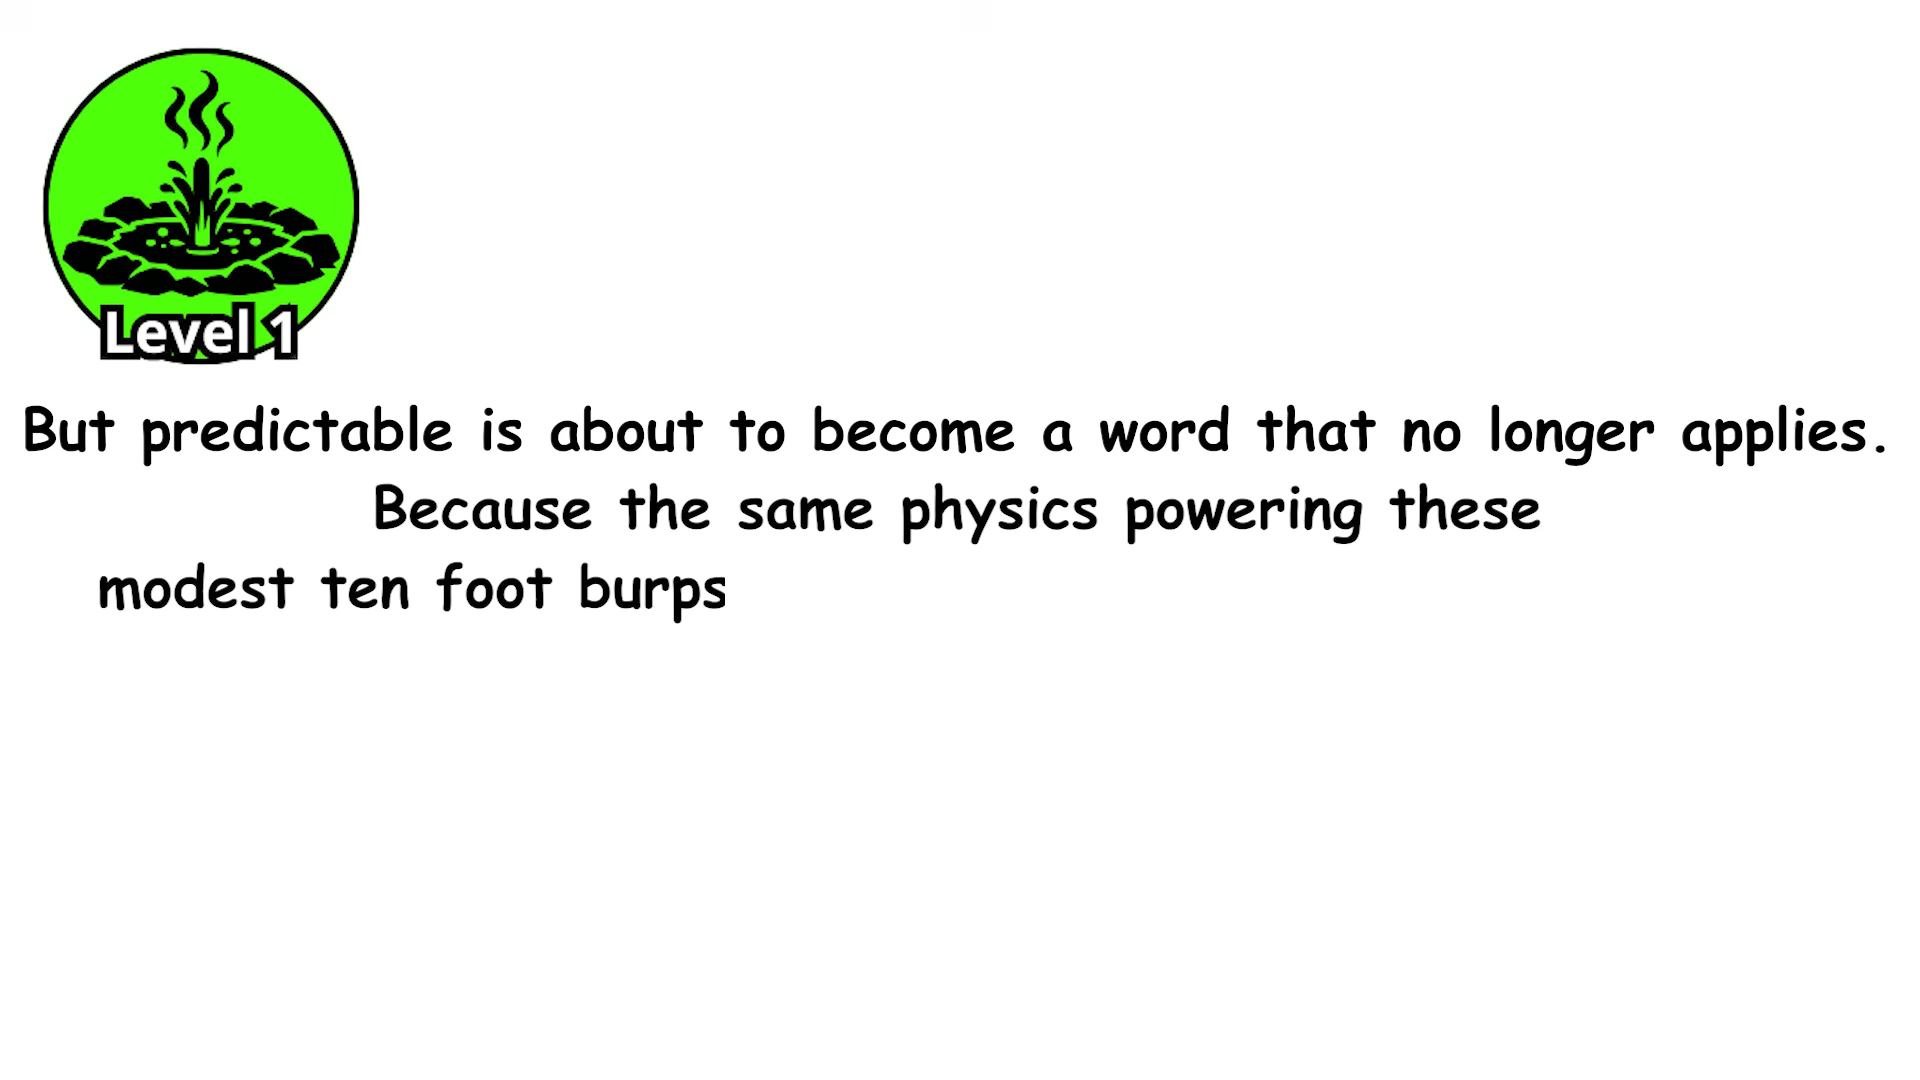 Level 1
But predictable is about to become a word that no longer applies.
Because the same physics powering these
modest ten foot burps